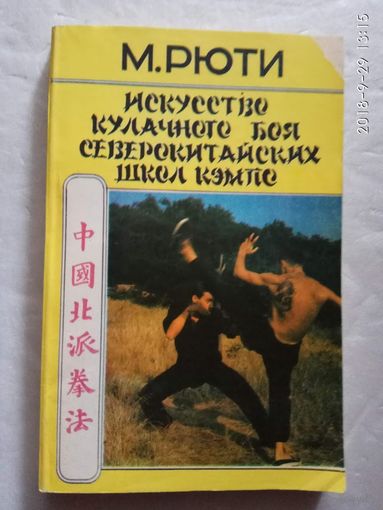 М.РЮТИ
ИСКУССТВО
КУЛАЧНОГО БОЯ
СЕВЕРОКИТАЙСКИХ
ШКОЛ КЭМПО
中國北派拳法
2018-9-29 13:15